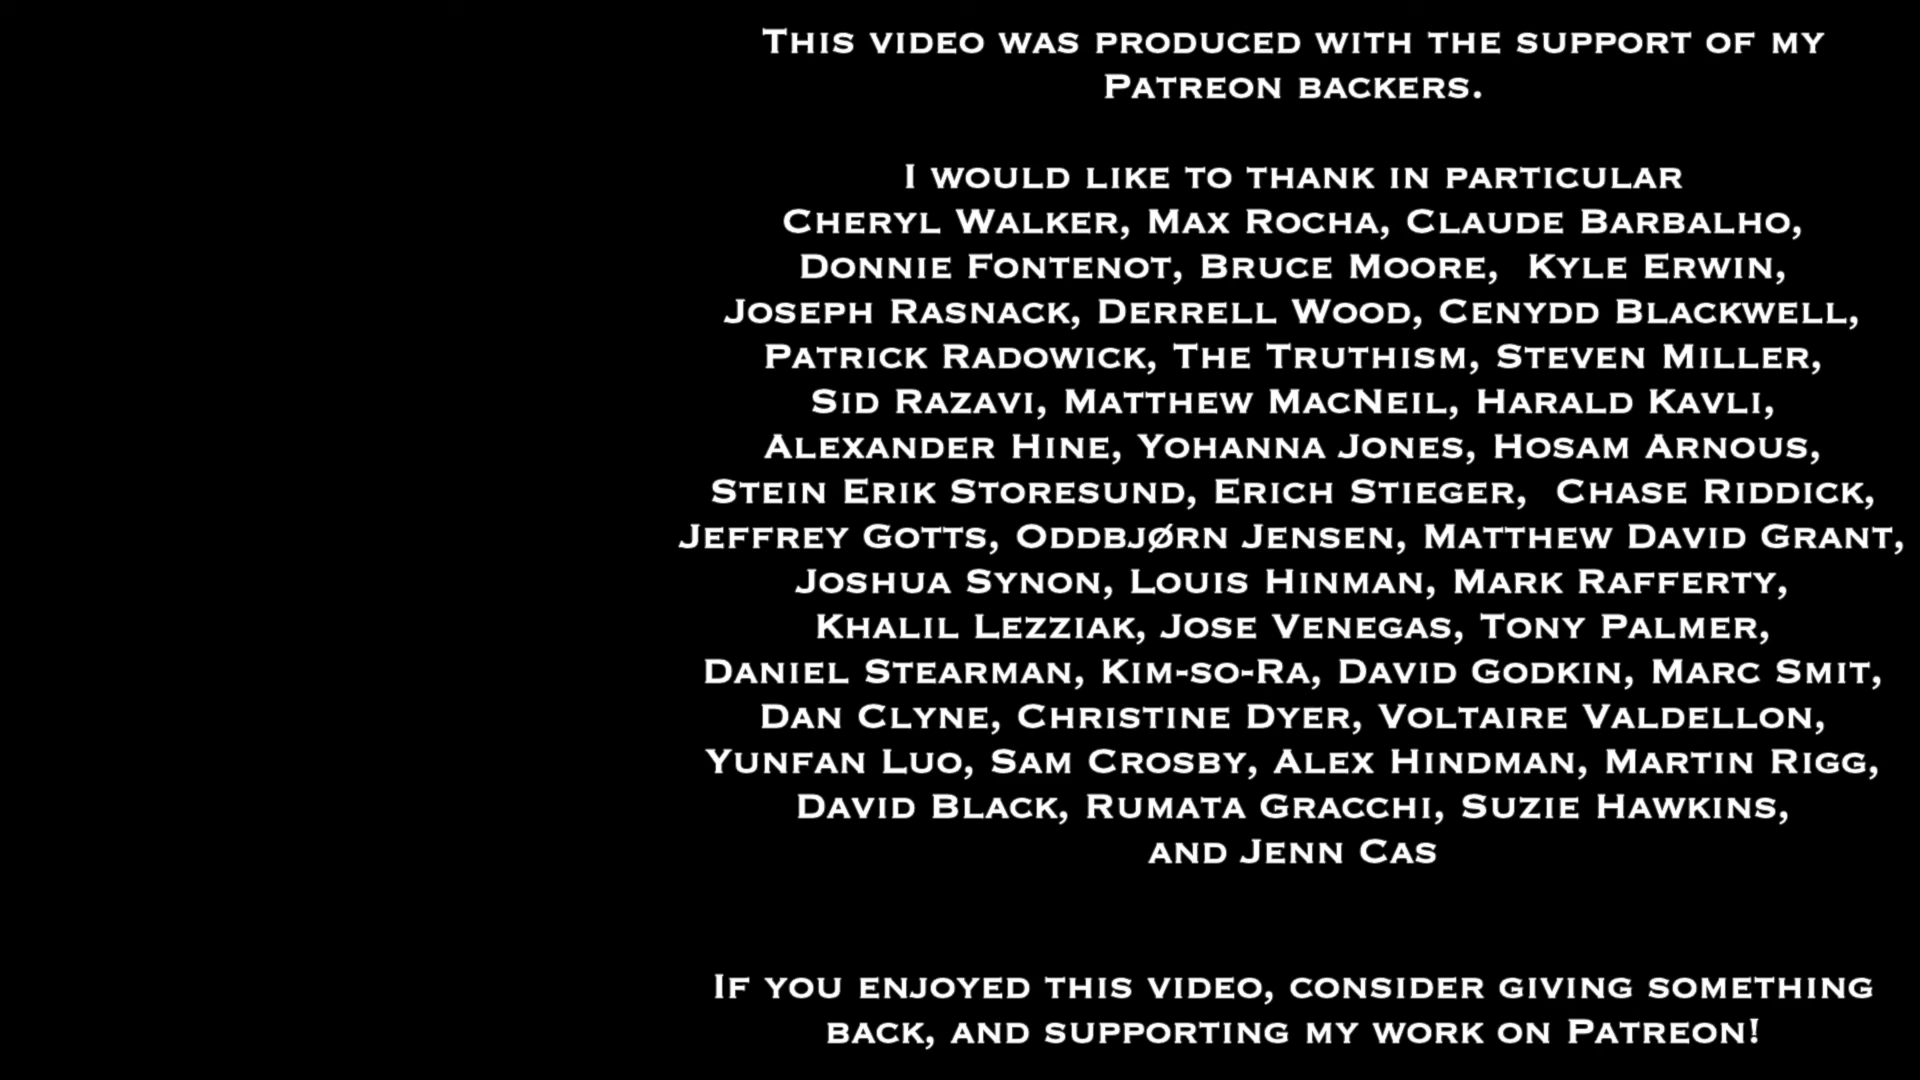 This video was produced with the support of my
Patreon backers.
I would like to thank in particular
Cheryl Walker, Max Rocha, Claude Barbalho,
Donnie Fontenot, Bruce Moore,  Kyle Erwin,
Joseph Rasnack, Derrell Wood, Cenydd Blackwell,
Patrick Radowick, The Truthism, Steven Miller,
Sid Razavi, Matthew MacNeil, Harald Kavli,
Alexander Hine, Yohanna Jones, Hosam Arnous,
Stein Erik Storesund, Erich Stieger,  Chase Riddick,
Jeffrey Gotts, Oddbjørn Jensen, Matthew David Grant,
Joshua Synon, Louis Hinman, Mark Rafferty,
Khalil Lezziak, Jose Venegas, Tony Palmer,
Daniel Stearman, Kim-so-Ra, David Godkin, Marc Smit,
Dan Clyne, Christine Dyer, Voltaire Valdellon,
Yunfan Luo, Sam Crosby, Alex Hindman, Martin Rigg,
David Black, Rumata Gracchi, Suzie Hawkins,
and Jenn Cas
If you enjoyed this video, consider giving something
back, and supporting my work on Patreon!